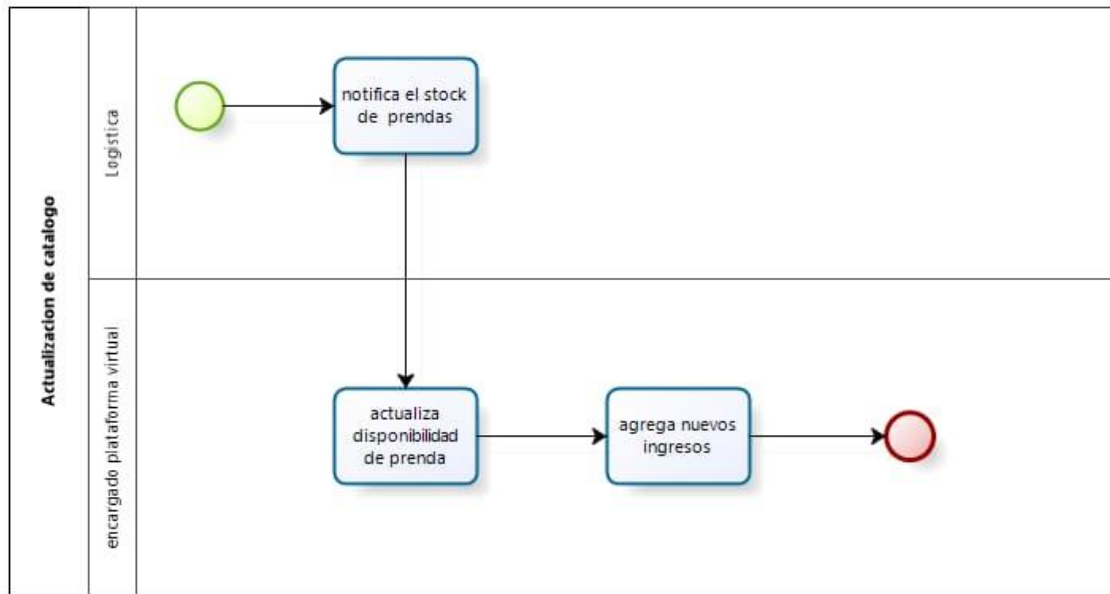 Actualizacion de catalogo
Logistica
notifica el stock
de prendas
encargado plataforma virtual
actualiza
disponibilidad
de prenda
agrega nuevos
ingresos